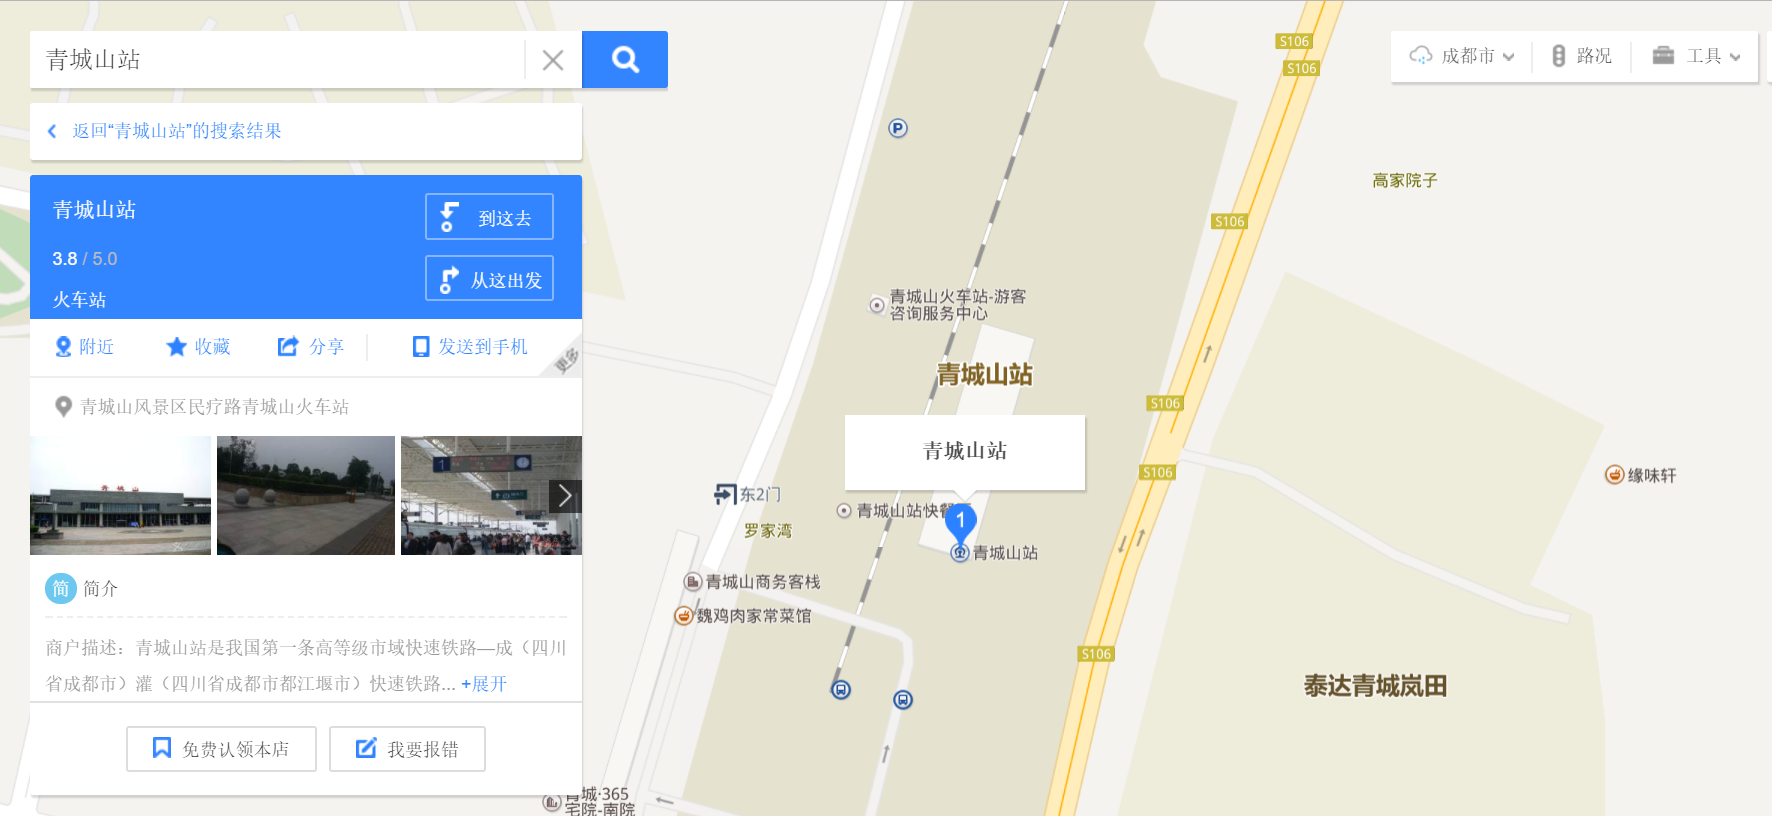 青城山站
返回“青城山站”的搜索结果
青城山站
到这去
3.8 / 5.0
从这出发
火车站
附近
收藏
分享
发送到手机
更多
青城山风景区民疗路青城山火车站
青城山
1
简 简介
商户描述：青城山站是我国第一条高等级市域快速铁路—成（四川
省成都市）灌（四川省成都市都江堰市）快速铁路... +展开
免费认领本店
我要报错
成都市
路况
工具
S106
S106
P
高家院子
S106
青城山火车站-游客
咨询服务中心
青城山站
S106
青城山站
S106
缘味轩
东2门
青城山站快餐
1
罗家湾
青城山站
青城山商务客栈
魏鸡肉家常菜馆
S106
泰达青城岚田
青城·365
宅院-南院